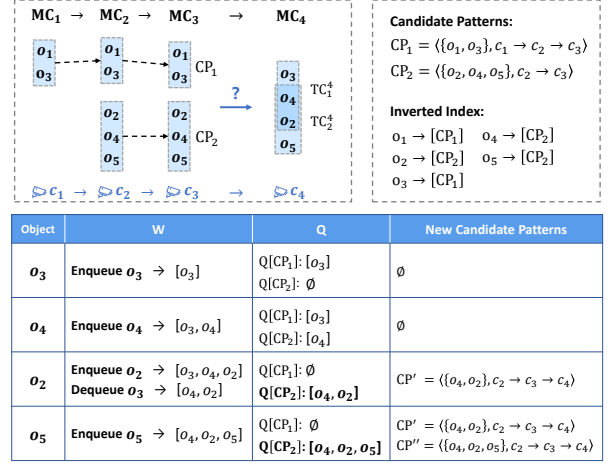 MC₁ → MC₂ → MC₃ → MC₄
o₁
o₃
o₁
o₃
o₁
o₃
CP₁
o₂
o₄
o₅
o₂
o₄
o₅
CP₂
?
o₃
o₄
o₂
o₅
TC₁⁴
TC₂⁴
c₁ → c₂ → c₃ → c₄
Candidate Patterns:
CP₁ = ⟨{o₁, o₃}, c₁ → c₂ → c₃⟩
CP₂ = ⟨{o₂, o₄, o₅}, c₂ → c₃⟩
Inverted Index:
o₁ → [CP₁] o₄ → [CP₂]
o₂ → [CP₂] o₅ → [CP₂]
o₃ → [CP₁]
Object W Q New Candidate Patterns
o₃ Enqueue o₃ → [o₃] Q[CP₁]: [o₃] ∅
Q[CP₂]: ∅
o₄ Enqueue o₄ → [o₃, o₄] Q[CP₁]: [o₃] ∅
Q[CP₂]: [o₄]
o₂ Enqueue o₂ → [o₃, o₄, o₂] Q[CP₁]: ∅ CP′ = ⟨{o₄, o₂}, c₂ → c₃ → c₄⟩
Dequeue o₃ → [o₄, o₂] Q[CP₂]: [o₄, o₂]
o₅ Enqueue o₅ → [o₄, o₂, o₅] Q[CP₁]: ∅ CP′ = ⟨{o₄, o₂}, c₂ → c₃ → c₄⟩
Q[CP₂]: [o₄, o₂, o₅] CP′′ = ⟨{o₄, o₂, o₅}, c₂ → c₃ → c₄⟩